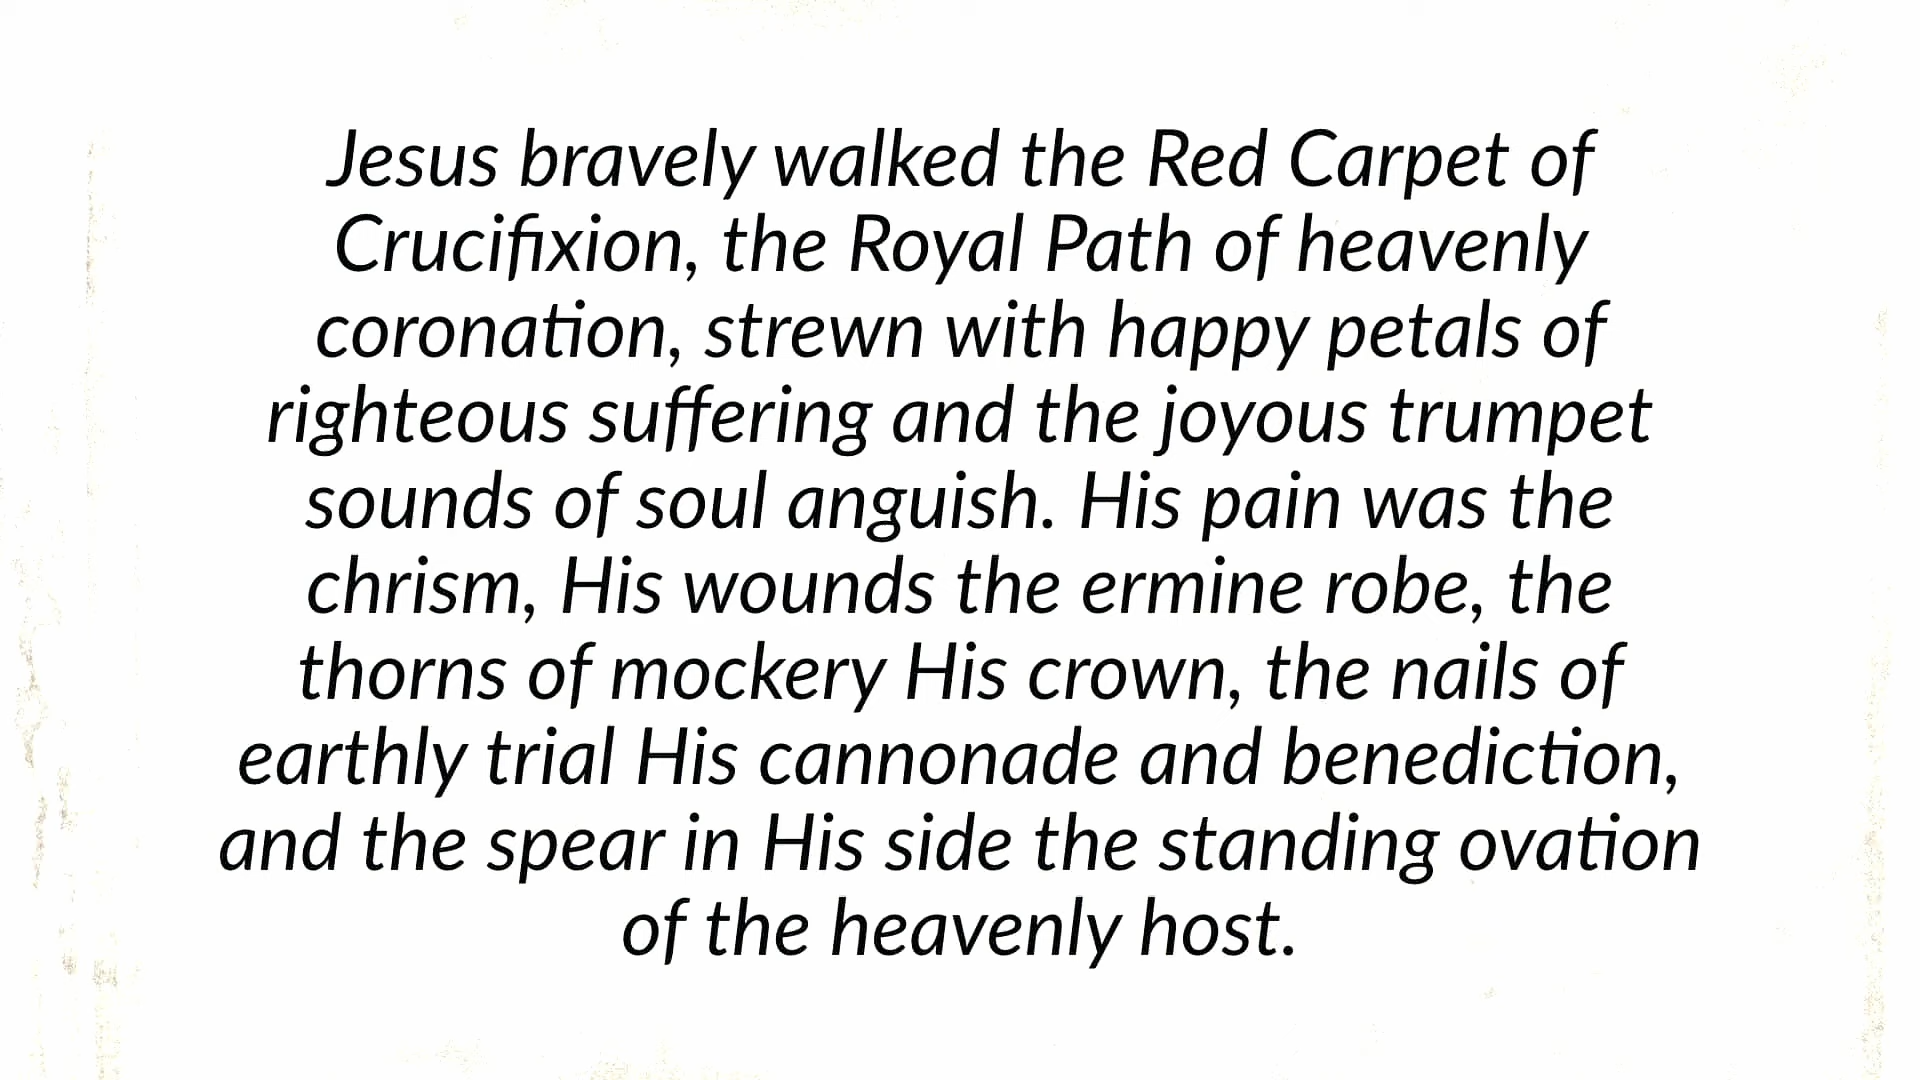 Jesus bravely walked the Red Carpet of
Crucifixion, the Royal Path of heavenly
coronation, strewn with happy petals of
righteous suffering and the joyous trumpet
sounds of soul anguish. His pain was the
chrism, His wounds the ermine robe, the
thorns of mockery His crown, the nails of
earthly trial His cannonade and benediction,
and the spear in His side the standing ovation
of the heavenly host.